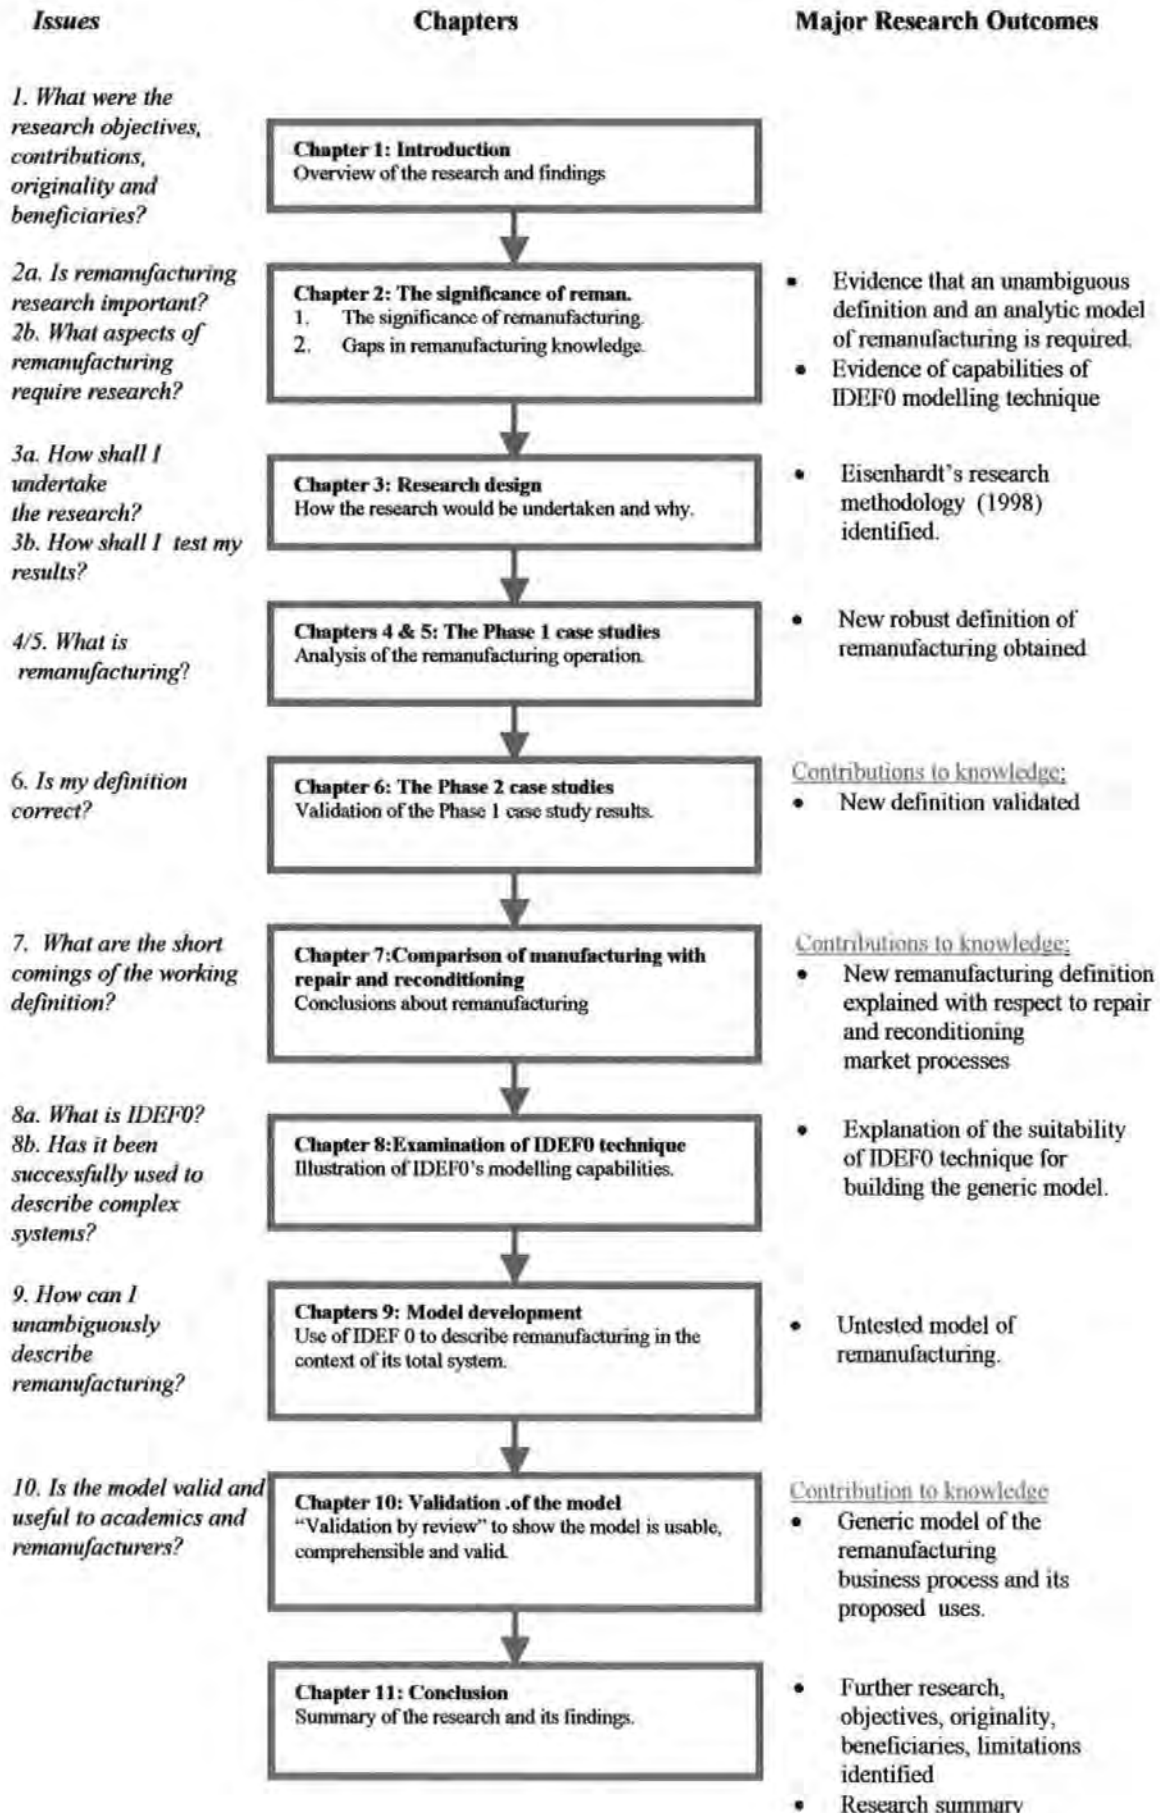 Issues
Chapters
Major Research Outcomes
1. What were the
research objectives,
contributions,
originality and
beneficiaries?
Chapter 1: Introduction
Overview of the research and findings
2a. Is remanufacturing
research important?
2b. What aspects of
remanufacturing
require research?
Chapter 2: The significance of reman.
1. The significance of remanufacturing.
2. Gaps in remanufacturing knowledge.
• Evidence that an unambiguous
definition and an analytic model
of remanufacturing is required.
• Evidence of capabilities of
IDEF0 modelling technique
3a. How shall I
undertake
the research?
3b. How shall I test my
results?
Chapter 3: Research design
How the research would be undertaken and why.
• Eisenhardt's research
methodology (1998)
identified.
4/5. What is
remanufacturing?
Chapters 4 & 5: The Phase 1 case studies
Analysis of the remanufacturing operation.
• New robust definition of
remanufacturing obtained
6. Is my definition
correct?
Chapter 6: The Phase 2 case studies
Validation of the Phase 1 case study results.
Contributions to knowledge:
• New definition validated
7. What are the short
comings of the working
definition?
Chapter 7:Comparison of manufacturing with
repair and reconditioning
Conclusions about remanufacturing
Contributions to knowledge:
• New remanufacturing definition
explained with respect to repair
and reconditioning
market processes
8a. What is IDEF0?
8b. Has it been
successfully used to
describe complex
systems?
Chapter 8:Examination of IDEF0 technique
Illustration of IDEF0's modelling capabilities.
• Explanation of the suitability
of IDEF0 technique for
building the generic model.
9. How can I
unambiguously
describe
remanufacturing?
Chapters 9: Model development
Use of IDEF 0 to describe remanufacturing in the
context of its total system.
• Untested model of
remanufacturing.
10. Is the model valid and
useful to academics and
remanufacturers?
Chapter 10: Validation .of the model
“Validation by review” to show the model is usable,
comprehensible and valid.
Contribution to knowledge
• Generic model of the
remanufacturing
business process and its
proposed uses.
Chapter 11: Conclusion
Summary of the research and its findings.
• Further research,
objectives, originality,
beneficiaries, limitations
identified
• Research summary